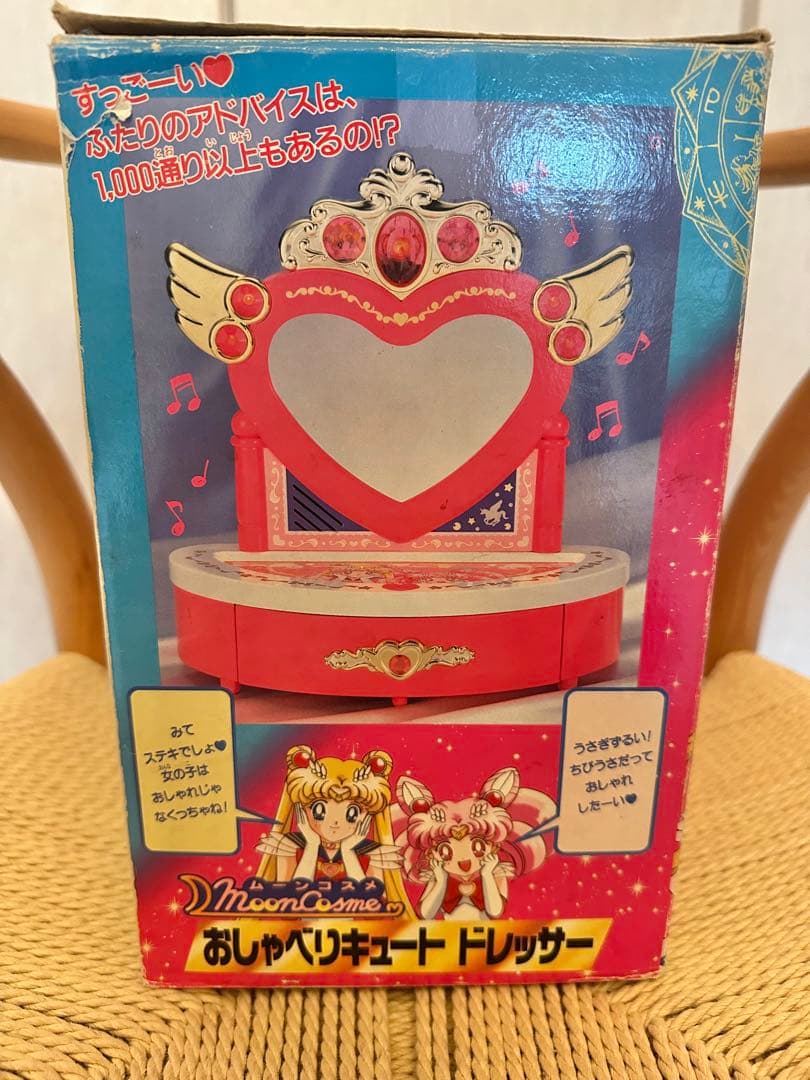 すっごーい♥
ふたりのアドバイスは、
1,000通り以上もあるの!?
みて
ステキでしょ♥
女の子は
おしゃれじゃ
なくっちゃね!
うさぎずるい!
ちびうさだって
おしゃれ
したーい♥
ムーンコスメ
MoonCosme
おしゃべりキュート ドレッサー